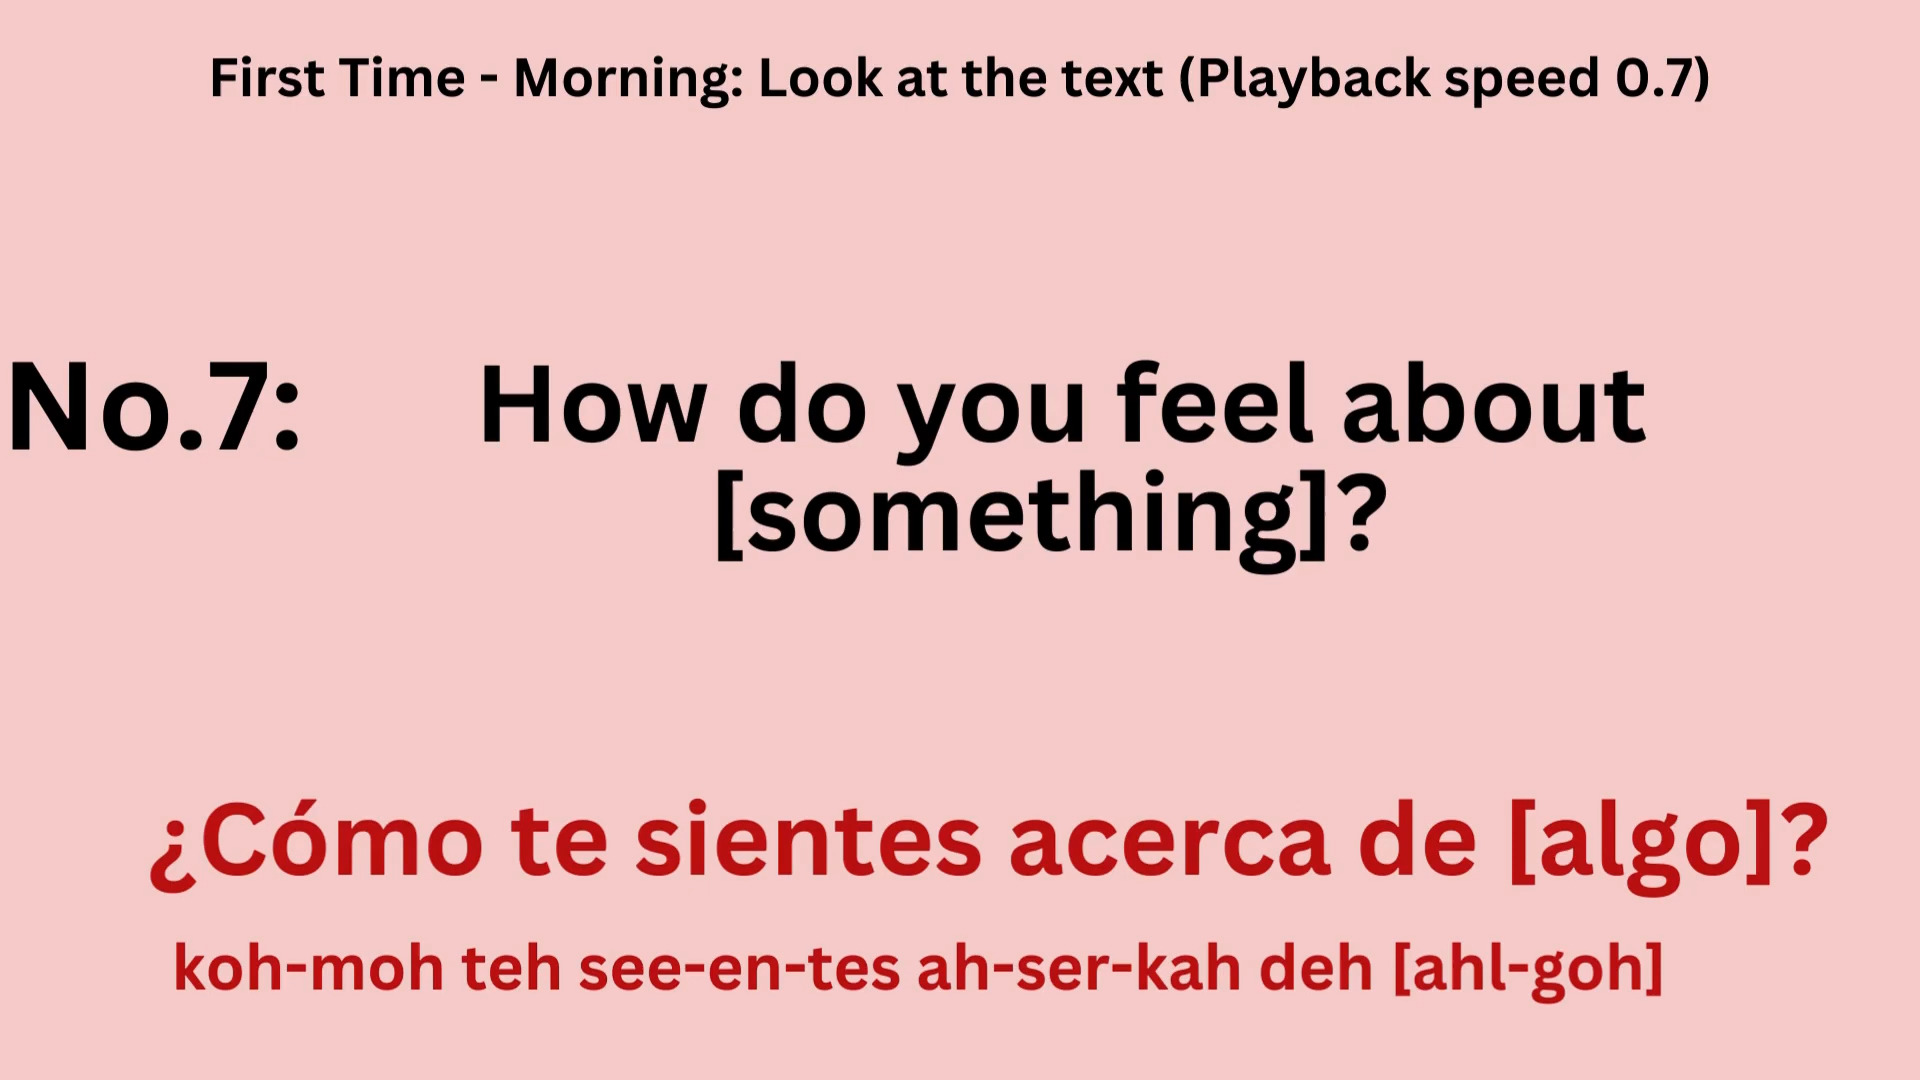 First Time - Morning: Look at the text (Playback speed 0.7)
No.7: How do you feel about
[something]?
¿Cómo te sientes acerca de [algo]?
koh-moh teh see-en-tes ah-ser-kah deh [ahl-goh]